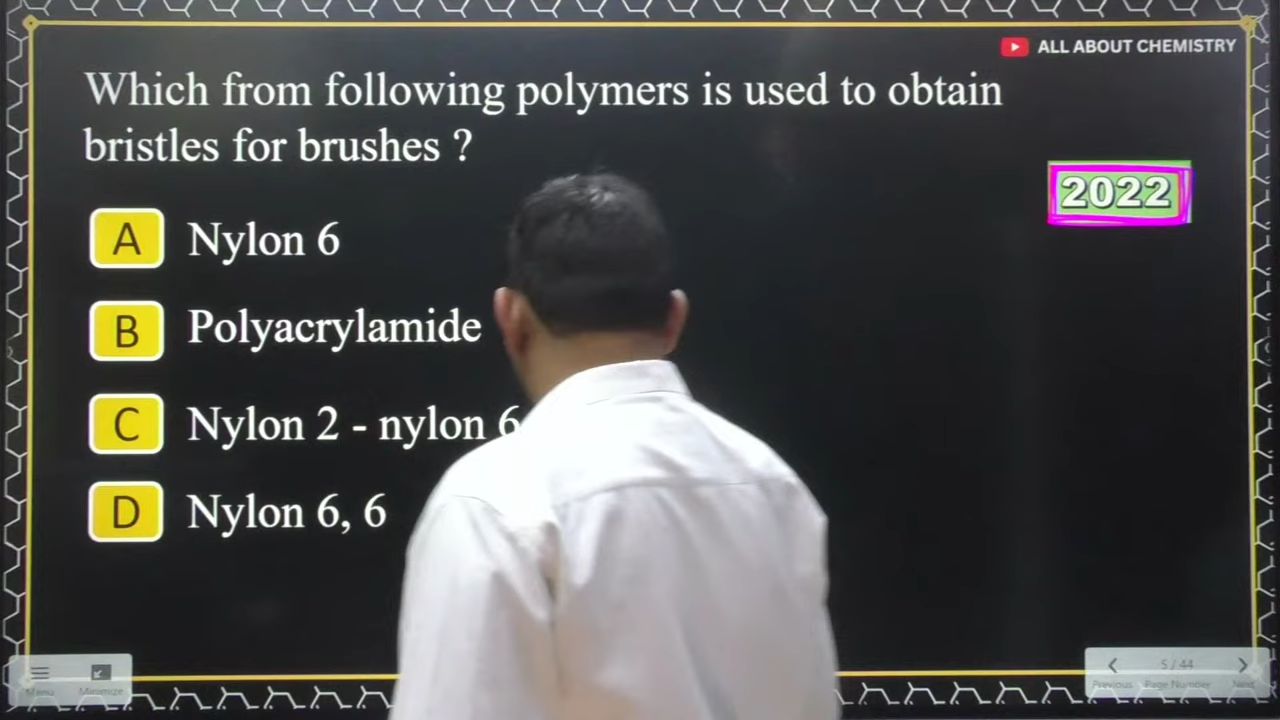 ALL ABOUT CHEMISTRY
Which from following polymers is used to obtain
bristles for brushes ?
2022
A Nylon 6
B Polyacrylamide
C Nylon 2 - nylon 6
D Nylon 6, 6
Menu Minimize
5 / 44
Previous Page Number Next